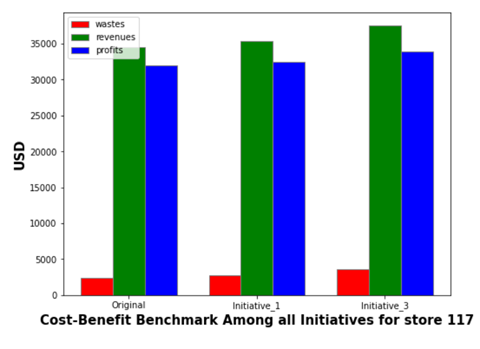 wastes
revenues
profits
35000
30000
25000
20000
15000
10000
5000
0
USD
Original Initiative_1 Initiative_3
Cost-Benefit Benchmark Among all Initiatives for store 117